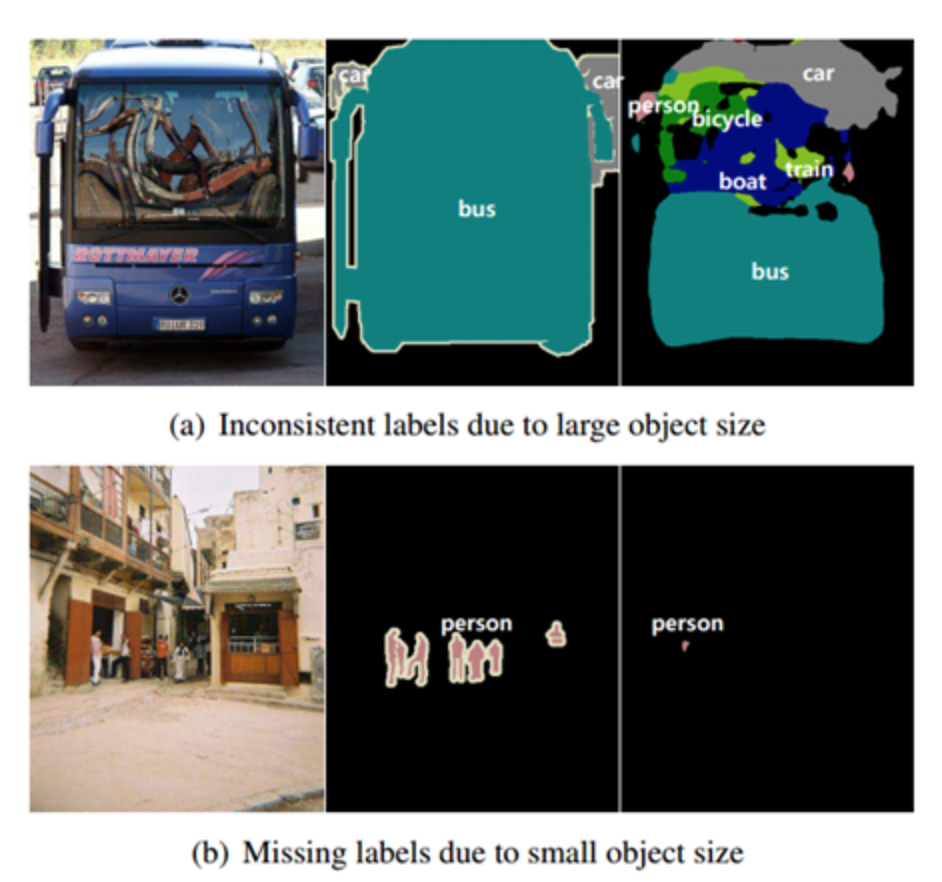 car
car
car
person
bicycle
train
boat
bus
bus
ROTTMAYER
(a) Inconsistent labels due to large object size
person
person
(b) Missing labels due to small object size